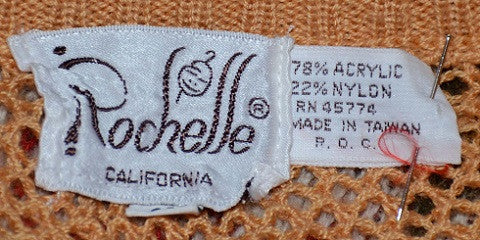 Rochelle®
CALIFORNIA
78% ACRYLIC
22% NYLON
RN 45774
MADE IN TAIWAN
R. O. C.